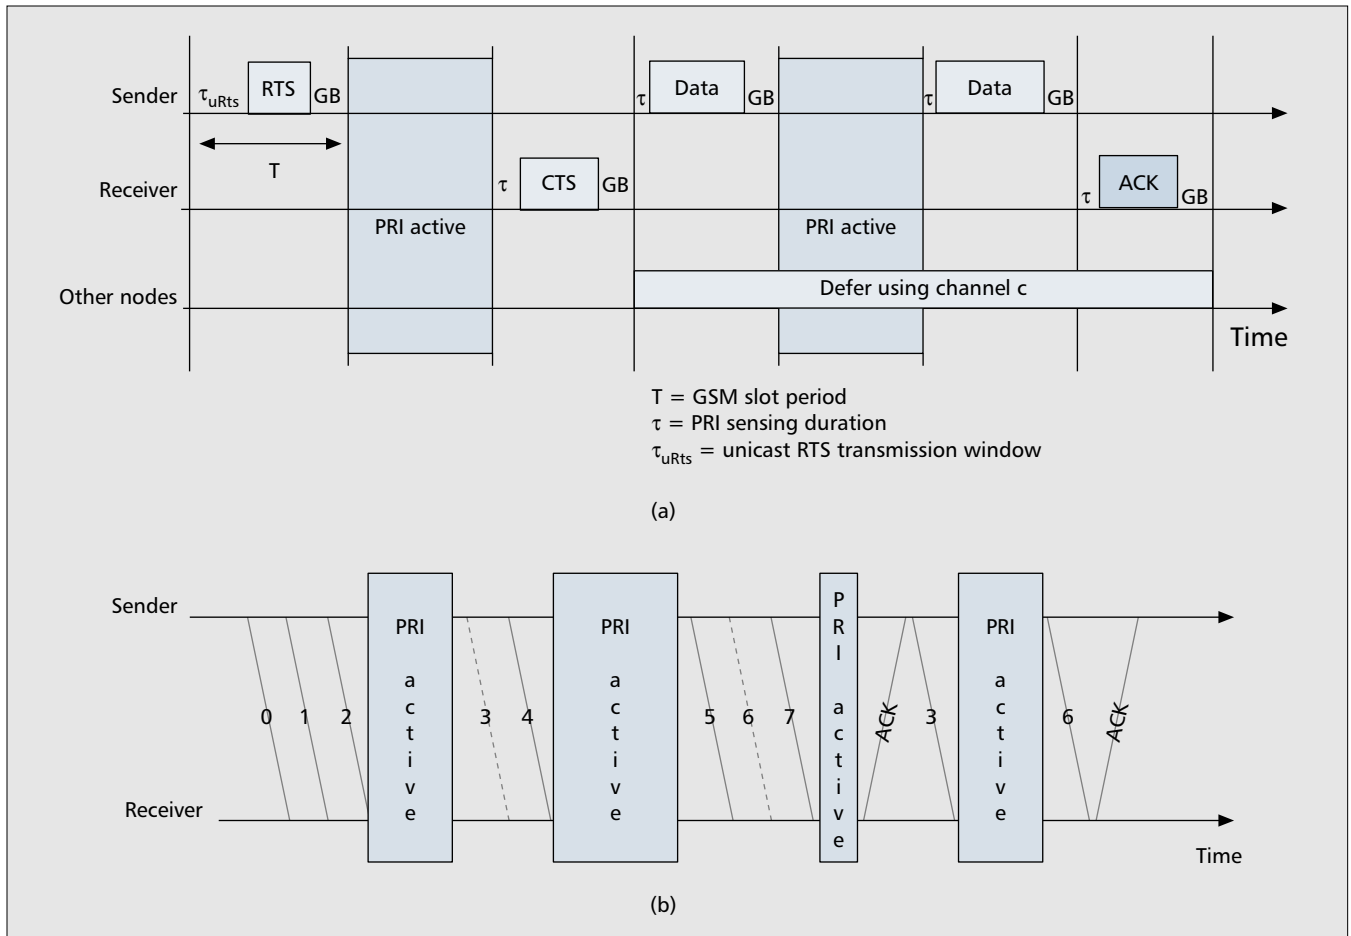 Sender
τuRts
RTS
GB
τ
Data
GB
τ
Data
GB
T
Receiver
τ
CTS
GB
τ
ACK
GB
PRI active
PRI active
Other nodes
Defer using channel c
Time
T = GSM slot period
τ = PRI sensing duration
τuRts = unicast RTS transmission window
(a)
Sender
PRI active
PRI active
PRI active
PRI active
0
1
2
3
4
5
6
7
ACK
3
6
ACK
Receiver
Time
(b)